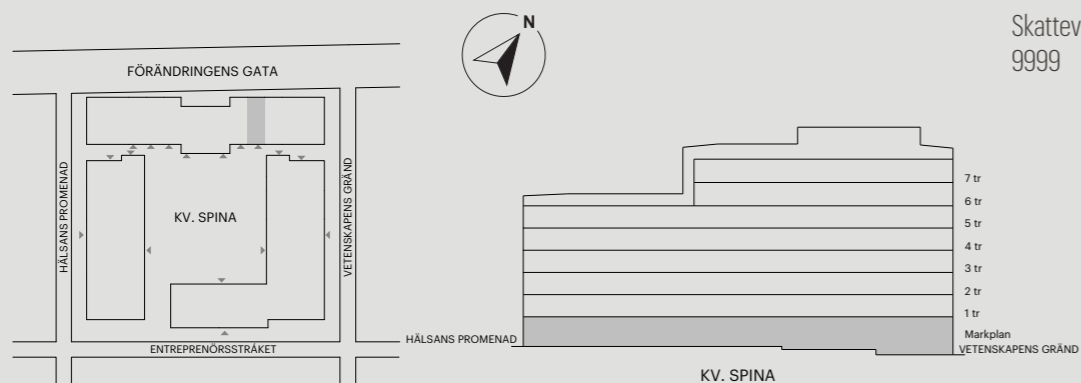 FÖRÄNDRINGENS GATA
HÄLSANS PROMENAD
KV. SPINA
VETENSKAPENS GRÄND
ENTREPRENÖRSSTRÅKET
N
Skattev
9999
7 tr
6 tr
5 tr
4 tr
3 tr
2 tr
1 tr
Markplan
HÄLSANS PROMENAD
VETENSKAPENS GRÄND
KV. SPINA